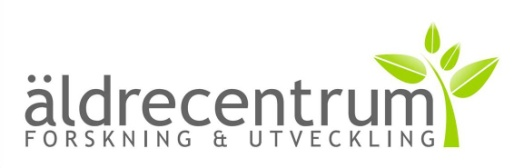 äldrecentrum
FORSKNING & UTVECKLING